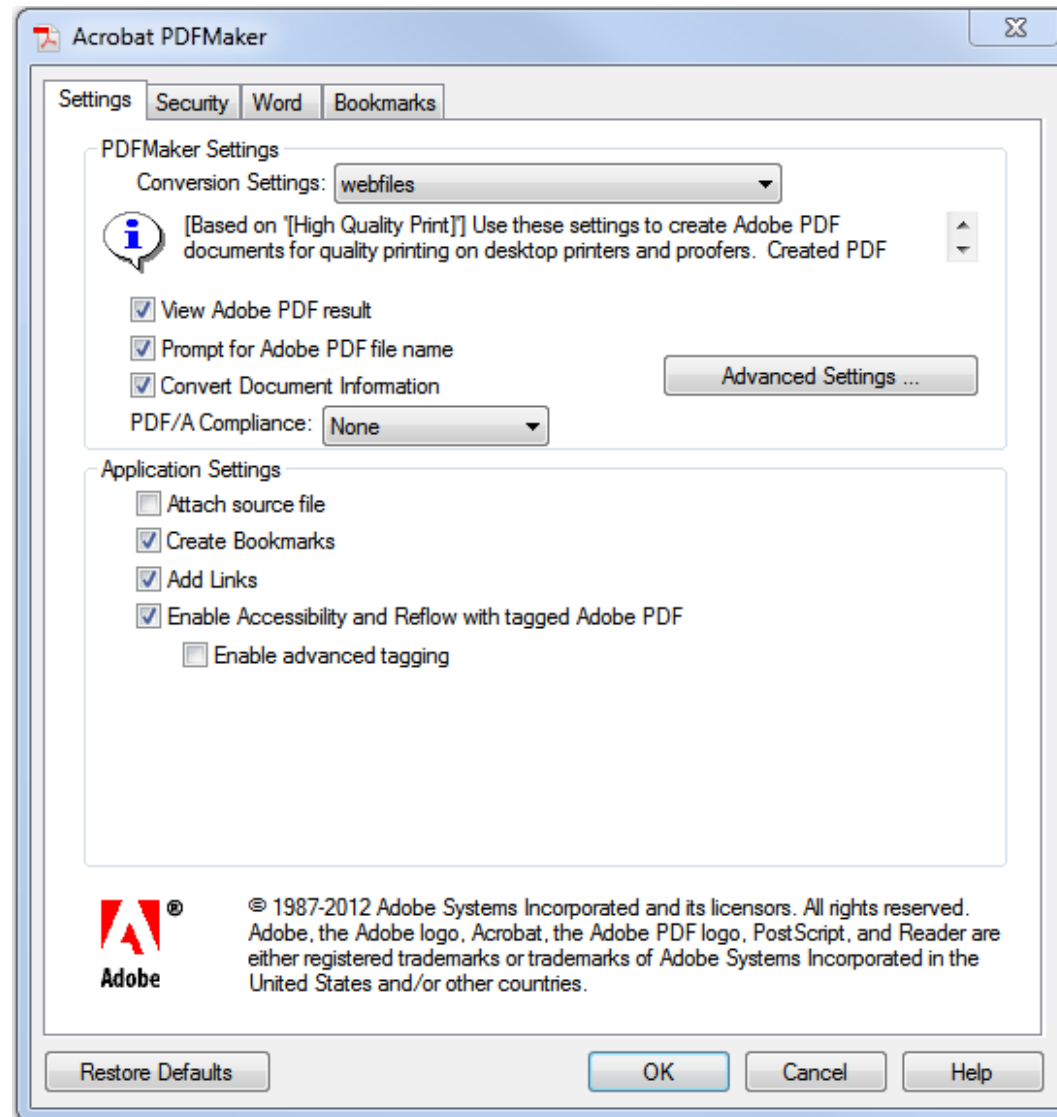 Acrobat PDFMaker
Settings
Security
Word
Bookmarks
PDFMaker Settings
Conversion Settings:
webfiles
[Based on "[High Quality Print]"] Use these settings to create Adobe PDF
documents for quality printing on desktop printers and proofers. Created PDF
View Adobe PDF result
Prompt for Adobe PDF file name
Convert Document Information
Advanced Settings ...
PDF/A Compliance:
None
Application Settings
Attach source file
Create Bookmarks
Add Links
Enable Accessibility and Reflow with tagged Adobe PDF
Enable advanced tagging
Adobe ®
© 1987-2012 Adobe Systems Incorporated and its licensors. All rights reserved.
Adobe, the Adobe logo, Acrobat, the Adobe PDF logo, PostScript, and Reader are
either registered trademarks or trademarks of Adobe Systems Incorporated in the
United States and/or other countries.
Restore Defaults
OK
Cancel
Help